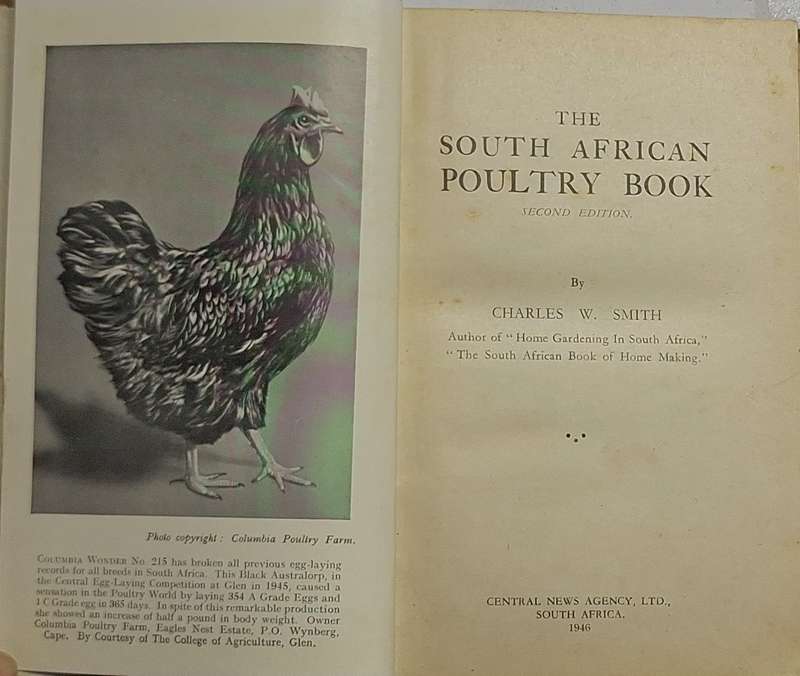 Photo copyright : Columbia Poultry Farm.
COLUMBIA WONDER NO. 215 has broken all previous egg-laying
records for all breeds in South Africa. This Black Australorp, in
the Central Egg-Laying Competition at Glen in 1945, caused a
sensation in the Poultry World by laying 354 A Grade Eggs and
1 C Grade egg in 365 days. In spite of this remarkable production
she showed an increase of half a pound in body weight. Owner
Columbia Poultry Farm, Eagles Nest Estate, P.O. Wynberg,
Cape. By Courtesy of The College of Agriculture, Glen.
THE
SOUTH AFRICAN
POULTRY BOOK
SECOND EDITION.
By
CHARLES W. SMITH
Author of “ Home Gardening In South Africa,”
“ The South African Book of Home Making.”
CENTRAL NEWS AGENCY, LTD.,
SOUTH AFRICA.
1946